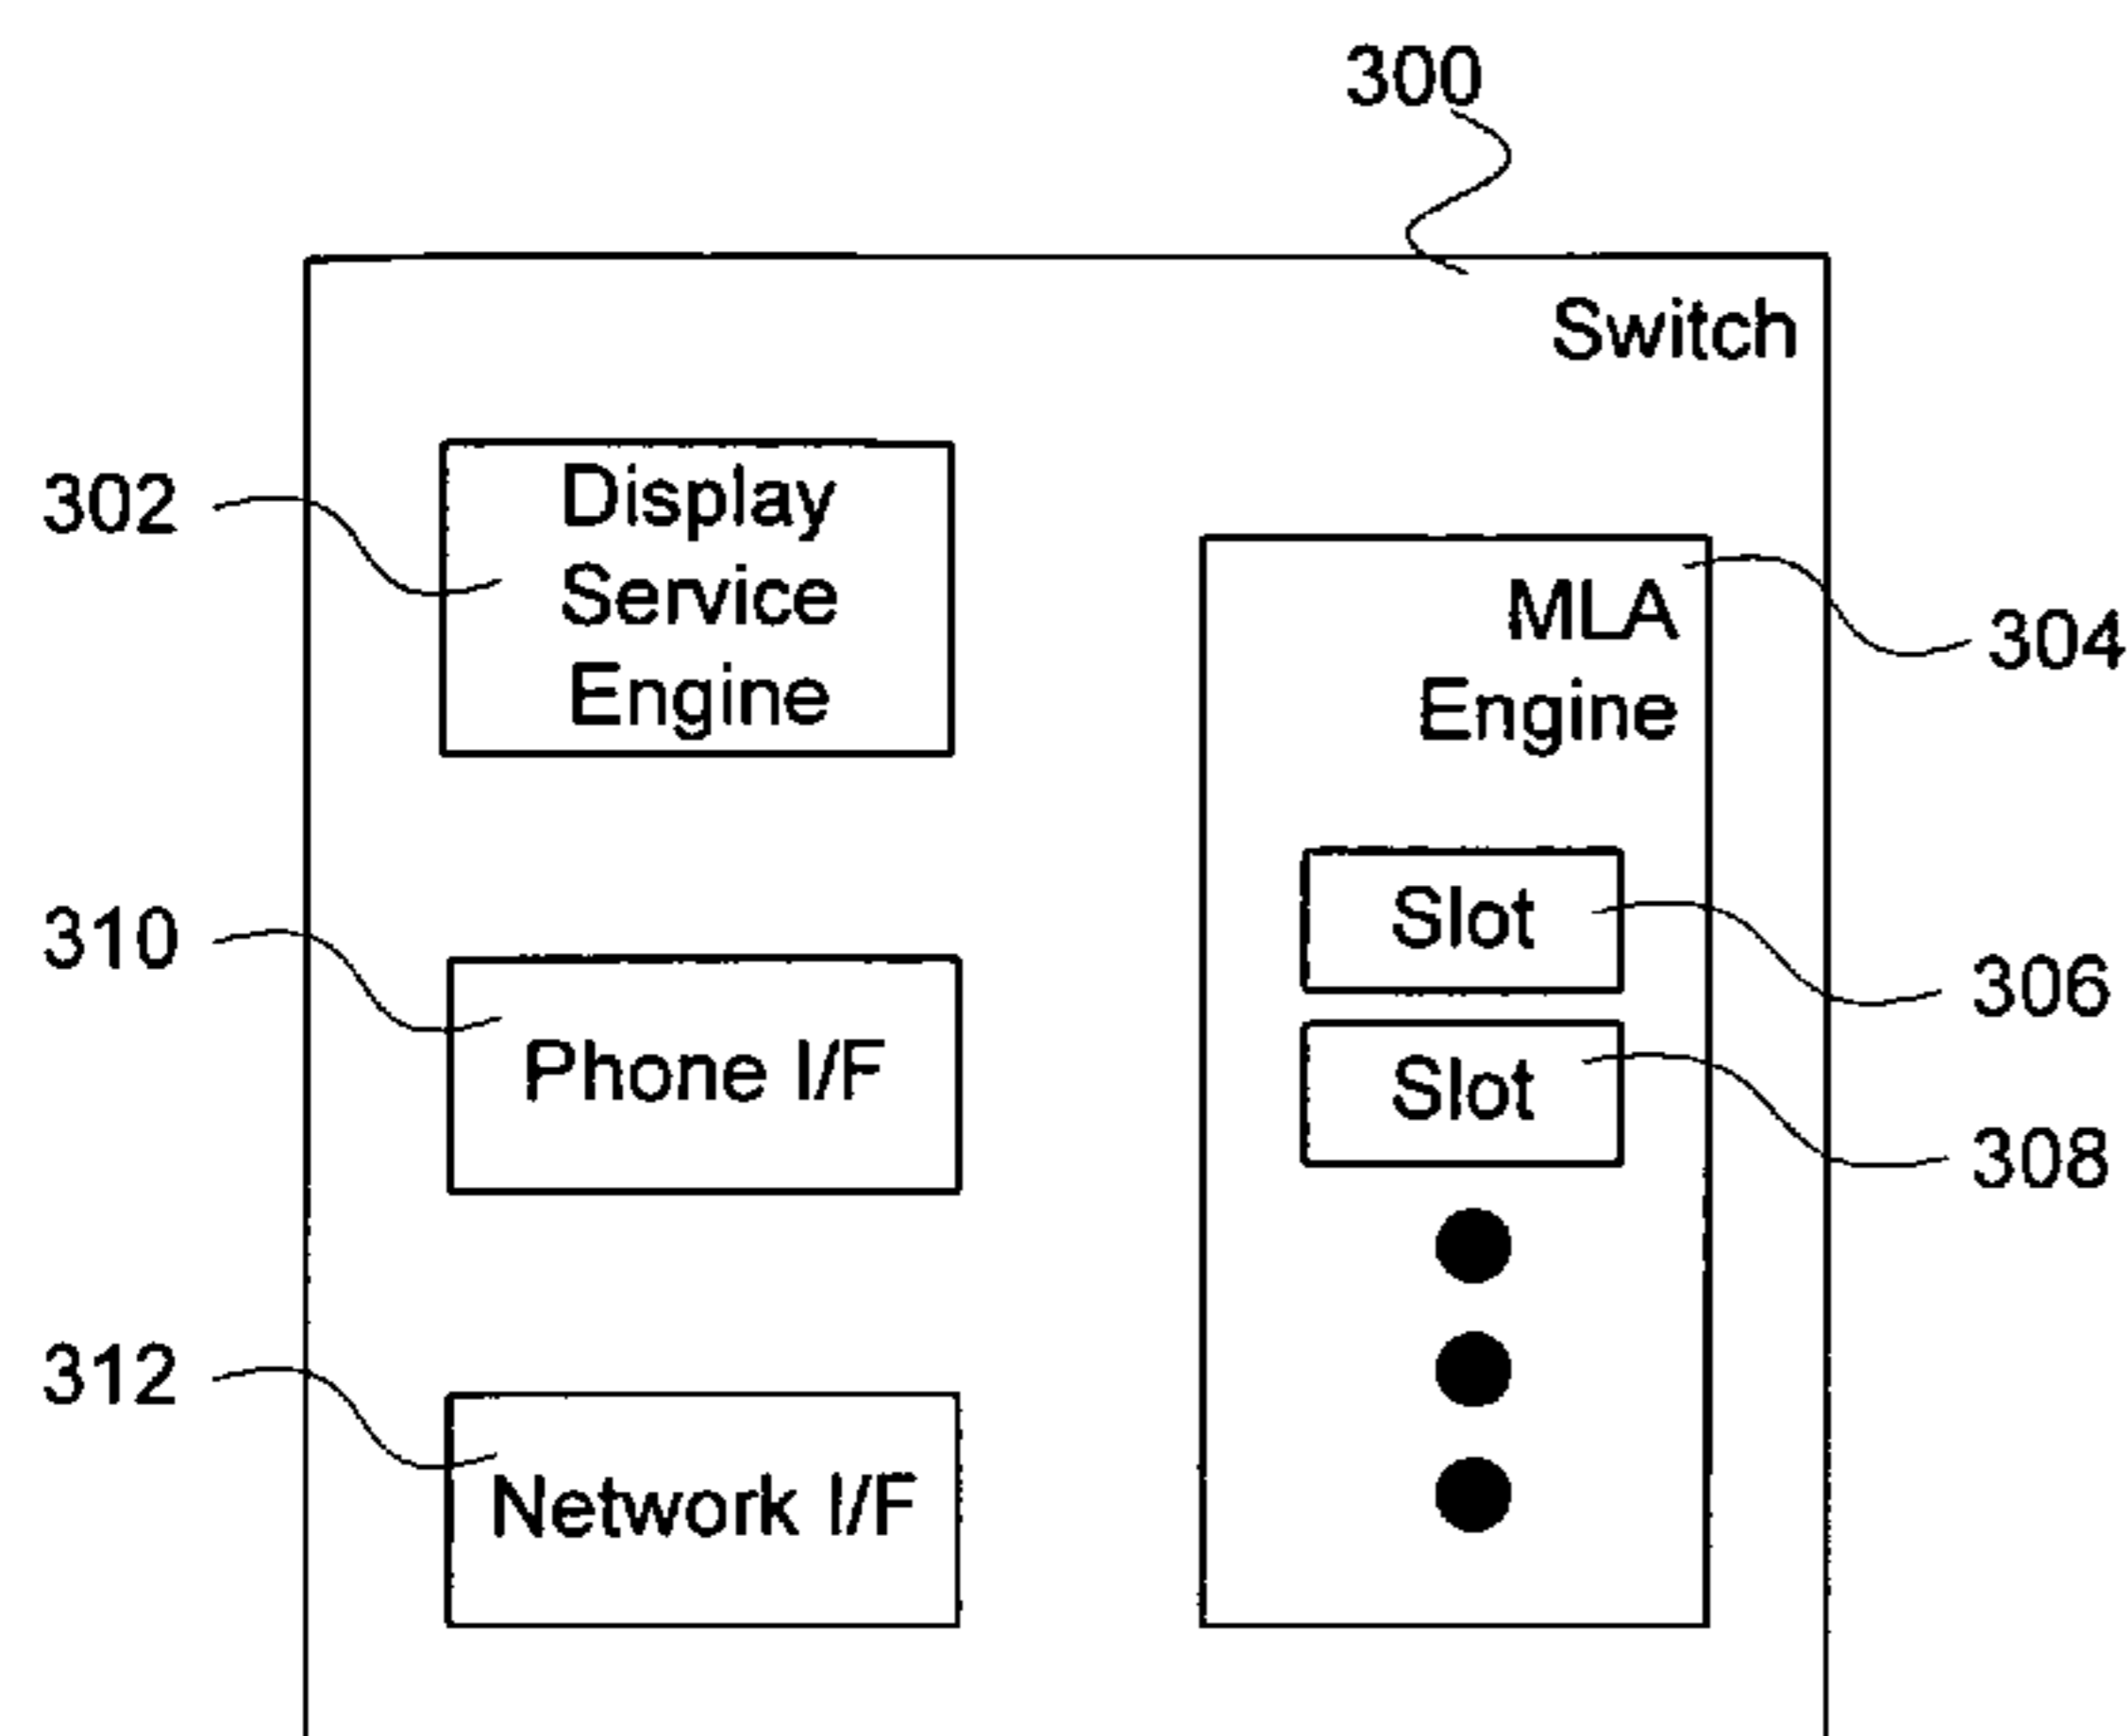 300
Switch
302
Display
Service
Engine
MLA
Engine
304
Slot
306
310
Phone I/F
Slot
308
312
Network I/F